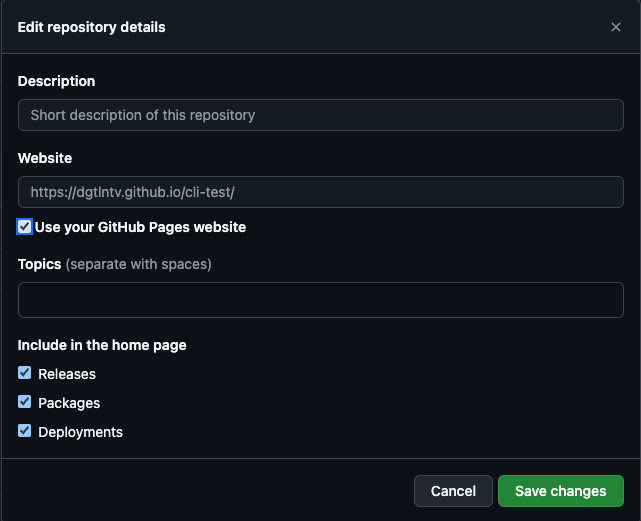 Edit repository details
Description
Short description of this repository
Website
https://dgtlntv.github.io/cli-test/
Use your GitHub Pages website
Topics (separate with spaces)
Include in the home page
Releases
Packages
Deployments
Cancel Save changes